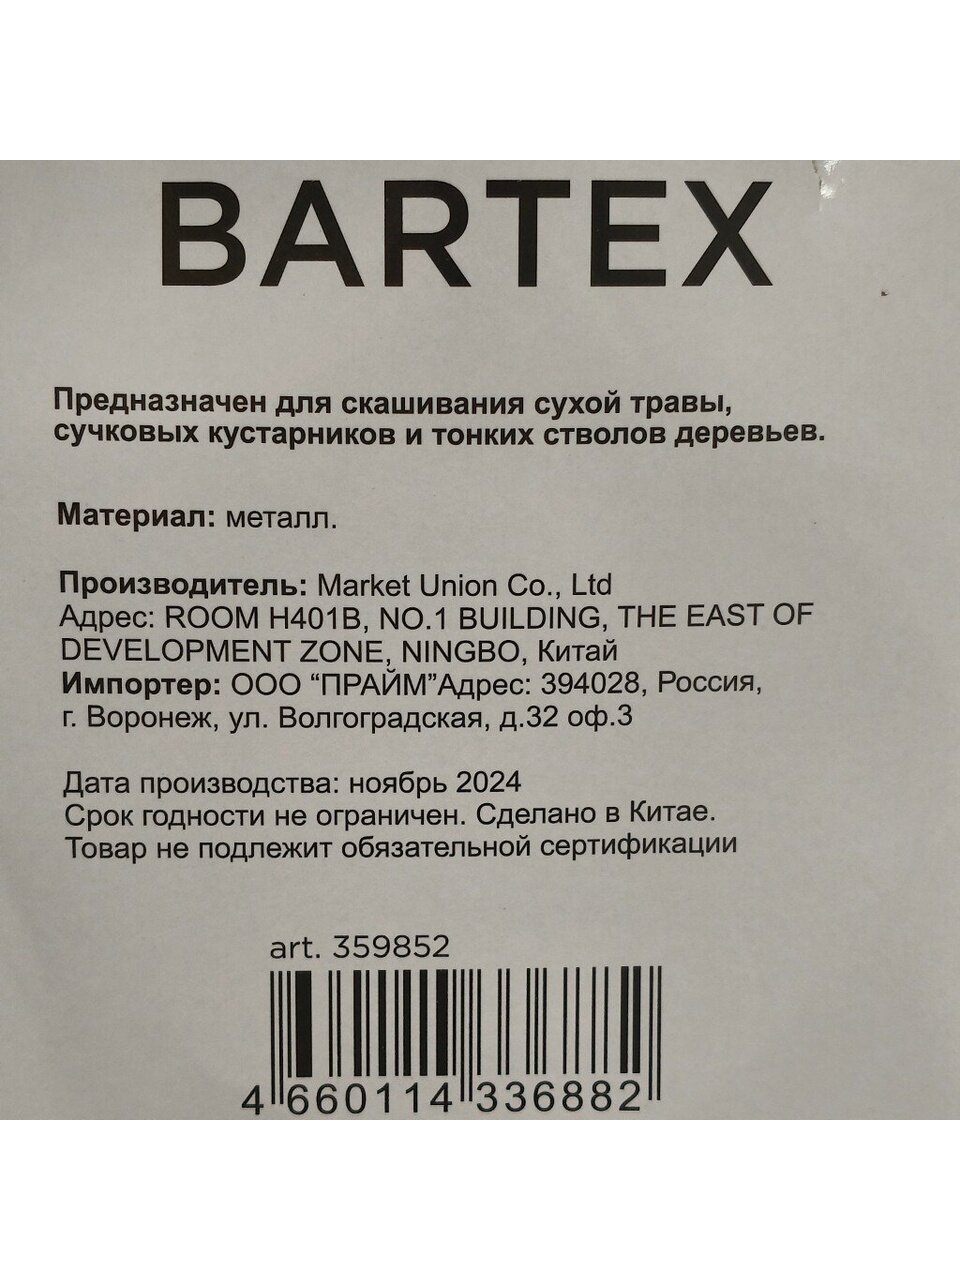 BARTEX
Предназначен для скашивания сухой травы,
сучковых кустарников и тонких стволов деревьев.
Материал: металл.
Производитель: Market Union Co., Ltd
Адрес: ROOM H401B, NO.1 BUILDING, THE EAST OF
DEVELOPMENT ZONE, NINGBO, Китай
Импортер: ООО “ПРАЙМ”Адрес: 394028, Россия,
г. Воронеж, ул. Волгоградская, д.32 оф.3
Дата производства: ноябрь 2024
Срок годности не ограничен. Сделано в Китае.
Товар не подлежит обязательной сертификации
art. 359852
4 660114 336882